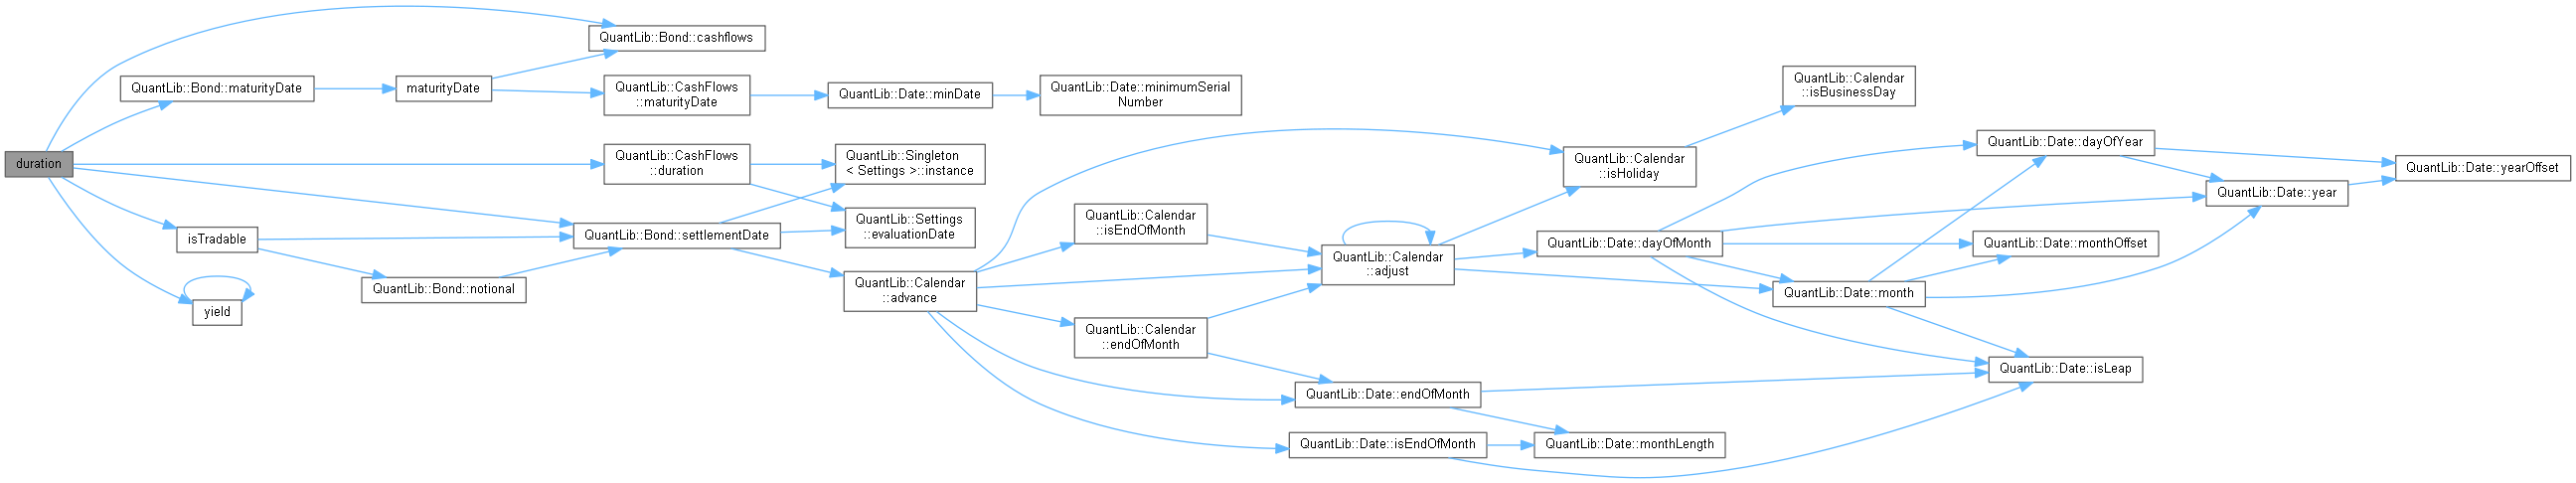 QuantLib::Bond::cashflows
QuantLib::Bond::maturityDate
maturityDate
QuantLib::CashFlows
::maturityDate
QuantLib::Date::minDate
QuantLib::Date::minimumSerial
Number
QuantLib::Calendar
::isBusinessDay
duration
QuantLib::CashFlows
::duration
QuantLib::Singleton
< Settings >::instance
QuantLib::Calendar
::isHoliday
QuantLib::Date::dayOfYear
QuantLib::Date::yearOffset
QuantLib::Date::year
isTradable
QuantLib::Bond::settlementDate
QuantLib::Settings
::evaluationDate
QuantLib::Calendar
::isEndOfMonth
QuantLib::Calendar
::adjust
QuantLib::Date::dayOfMonth
QuantLib::Date::monthOffset
yield
QuantLib::Bond::notional
QuantLib::Calendar
::advance
QuantLib::Date::month
QuantLib::Calendar
::endOfMonth
QuantLib::Date::isLeap
QuantLib::Date::endOfMonth
QuantLib::Date::isEndOfMonth
QuantLib::Date::monthLength